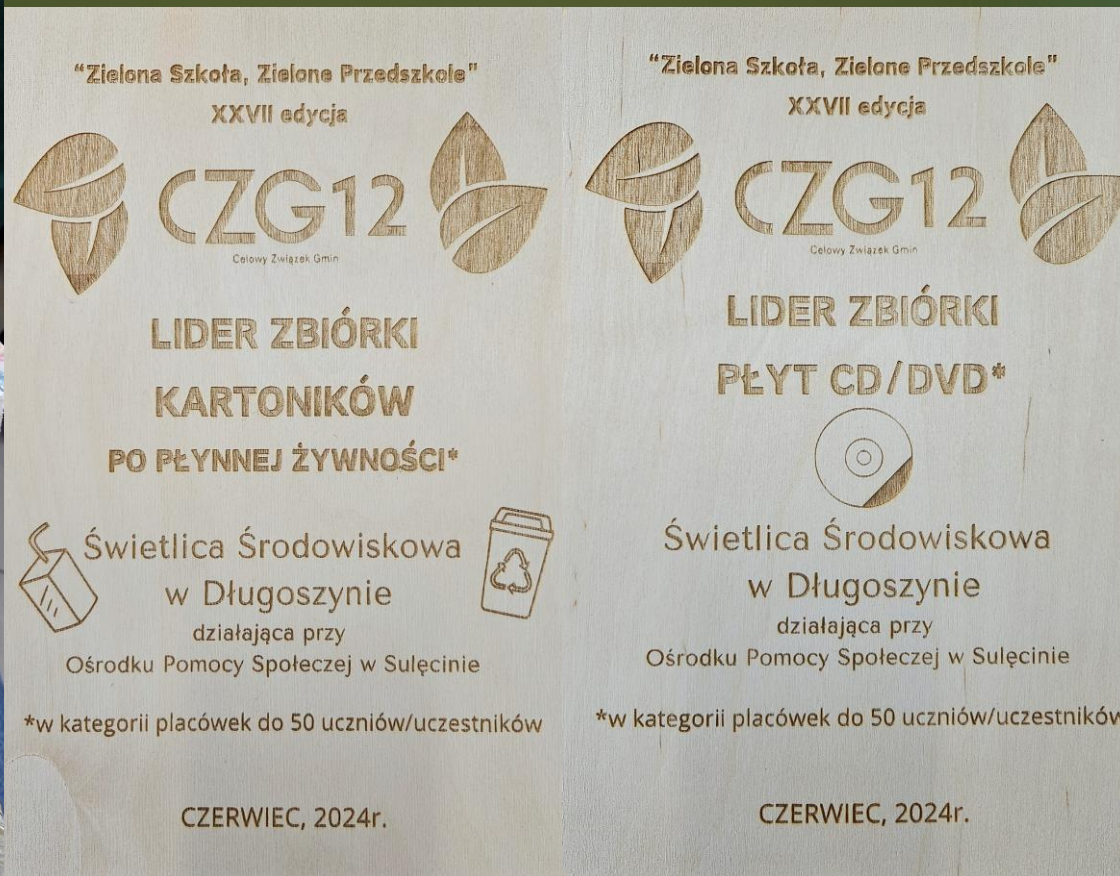 “Zielona Szkoła, Zielone Przedszkole”
XXVII edycja
CZG12
Celowy Związek Gmin
LIDER ZBIÓRKI
KARTONIKÓW
PO PŁYNNEJ ŻYWNOŚCI*
Świetlica Środowiskowa
w Długoszynie
działająca przy
Ośrodku Pomocy Społeczej w Sulęcinie
*w kategorii placówek do 50 uczniów/uczestników
CZERWIEC, 2024r.
“Zielona Szkoła, Zielone Przedszkole”
XXVII edycja
CZG12
Celowy Związek Gmin
LIDER ZBIÓRKI
PŁYT CD/DVD*
Świetlica Środowiskowa
w Długoszynie
działająca przy
Ośrodku Pomocy Społeczej w Sulęcinie
*w kategorii placówek do 50 uczniów/uczestników
CZERWIEC, 2024r.